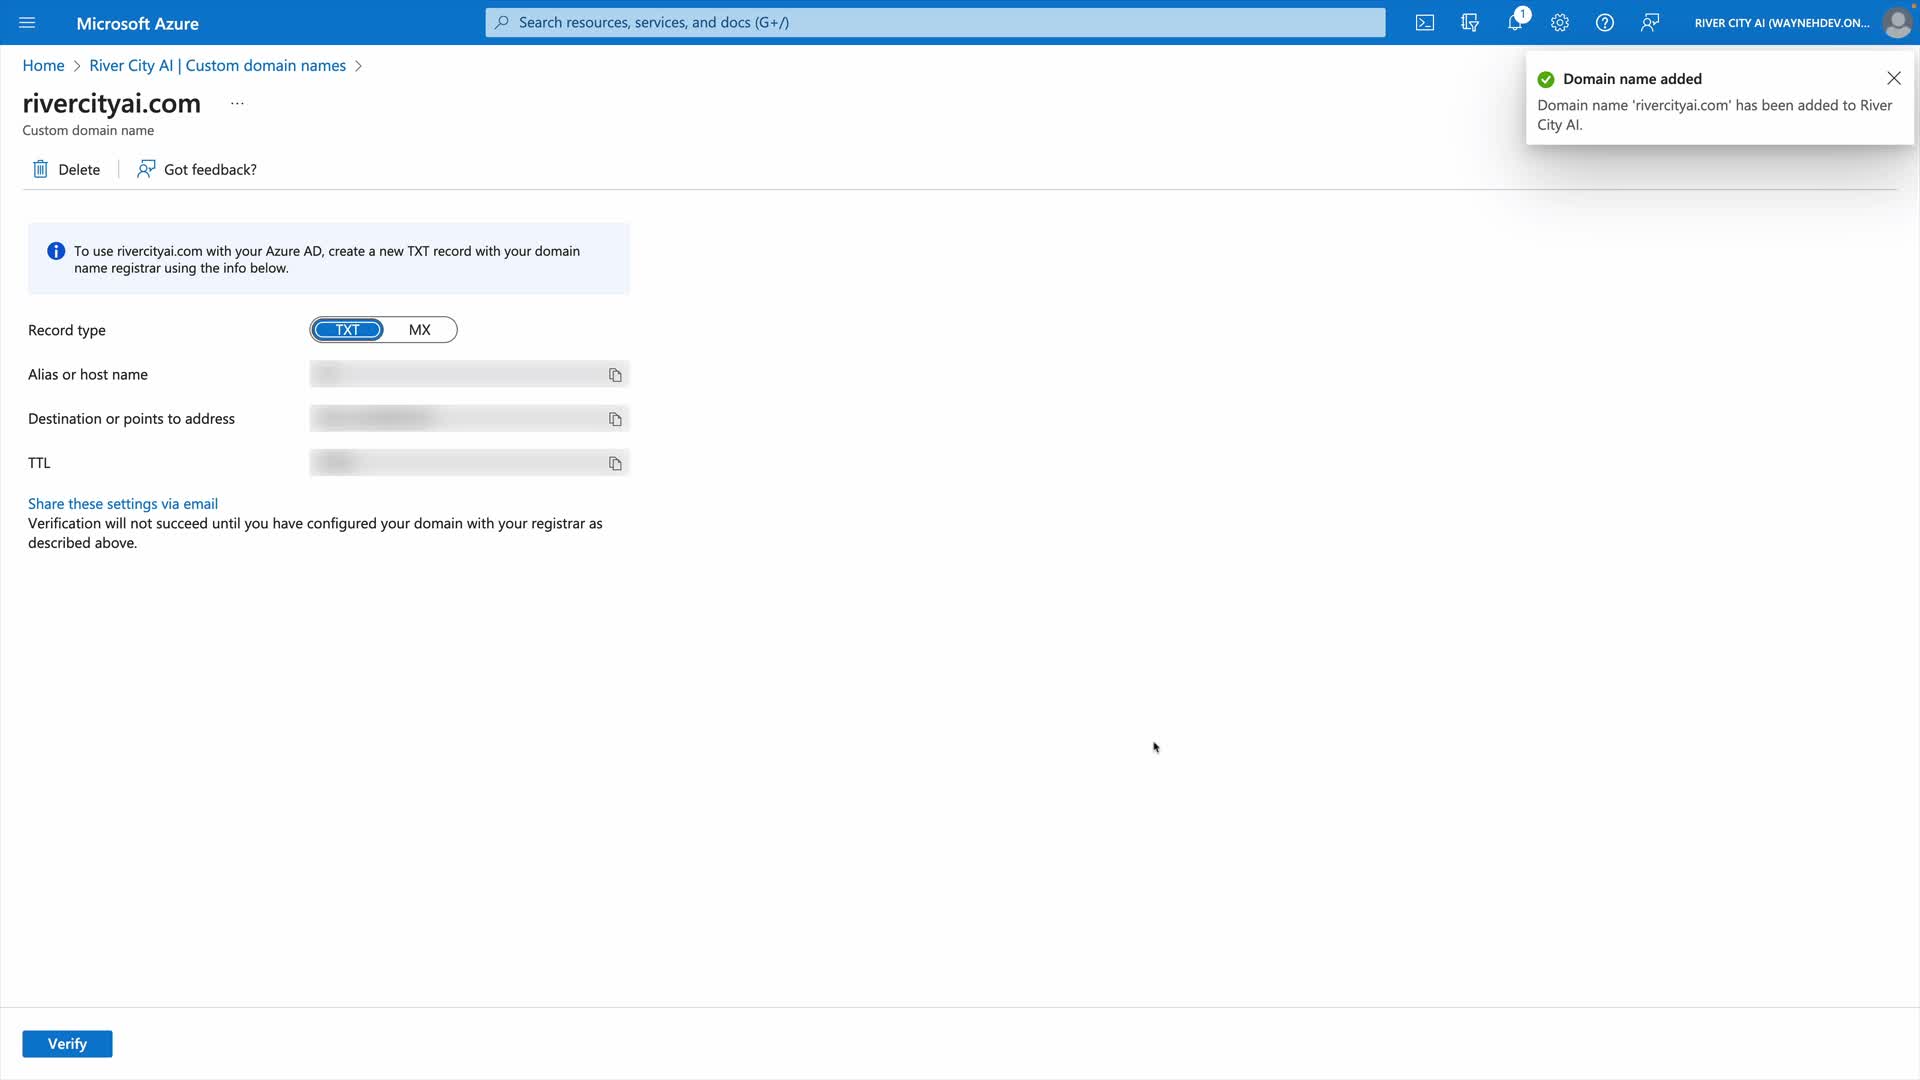 Microsoft Azure
Search resources, services, and docs (G+/)
1
RIVER CITY AI (WAYNEHDEV.ON...
Home > River City AI | Custom domain names >
rivercityai.com ...
Custom domain name
Delete
Got feedback?
Domain name added
Domain name 'rivercityai.com' has been added to River
City AI.
To use rivercityai.com with your Azure AD, create a new TXT record with your domain
name registrar using the info below.
Record type
TXT
MX
Alias or host name
Destination or points to address
TTL
Share these settings via email
Verification will not succeed until you have configured your domain with your registrar as
described above.
Verify